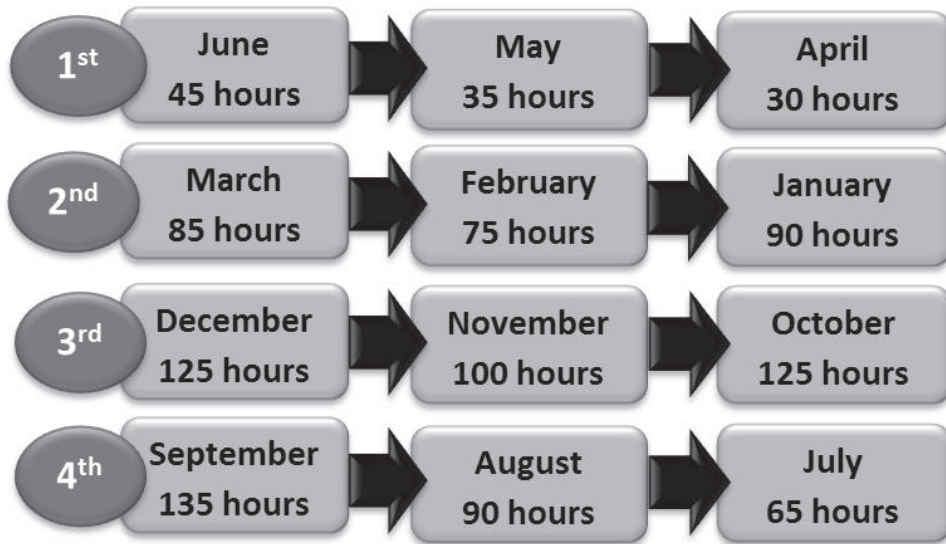 1st
June
45 hours
May
35 hours
April
30 hours
2nd
March
85 hours
February
75 hours
January
90 hours
3rd
December
125 hours
November
100 hours
October
125 hours
4th
September
135 hours
August
90 hours
July
65 hours